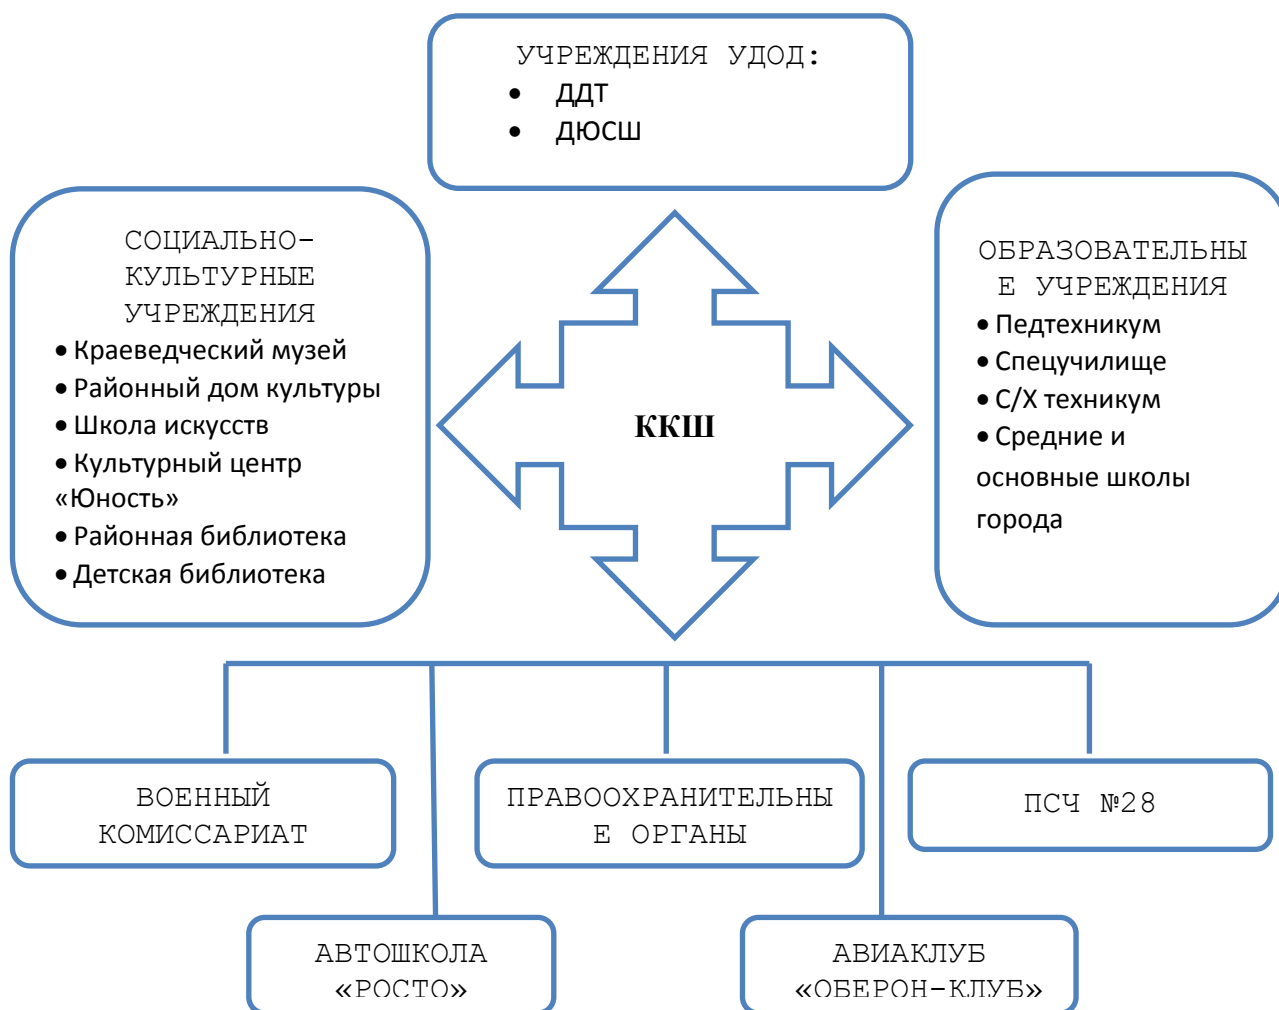 УЧРЕЖДЕНИЯ УДОД:
• ДДТ
• ДЮСШ
СОЦИАЛЬНО-
КУЛЬТУРНЫЕ
УЧРЕЖДЕНИЯ
• Краеведческий музей
• Районный дом культуры
• Школа искусств
• Культурный центр
«Юность»
• Районная библиотека
• Детская библиотека
ККШ
ОБРАЗОВАТЕЛЬНЫ
Е УЧРЕЖДЕНИЯ
• Педтехникум
• Спецучилище
• С/Х техникум
• Средние и
основные школы
города
ВОЕННЫЙ
КОМИССАРИАТ
ПРАВООХРАНИТЕЛЬНЫ
Е ОРГАНЫ
ПСЧ №28
АВТОШКОЛА
«РОСТО»
АВИАКЛУБ
«ОБЕРОН-КЛУБ»